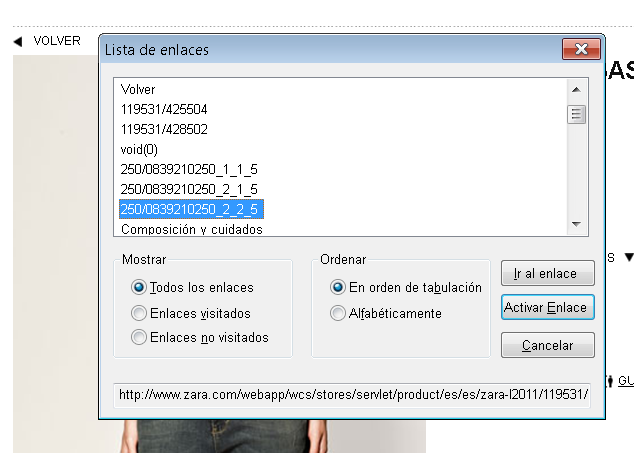 VOLVER
Lista de enlaces
AS
Volver
119531/425504
119531/428502
void(0)
250/0839210250_1_1_5
250/0839210250_2_1_5
250/0839210250_2_2_5
Composición y cuidados
Mostrar
Todos los enlaces
Enlaces visitados
Enlaces no visitados
Ordenar
En orden de tabulación
Alfabéticamente
Ir al enlace
Activar Enlace
Cancelar
S
GU
http://www.zara.com/webapp/wcs/stores/servlet/product/es/es/zara-I2011/119531/